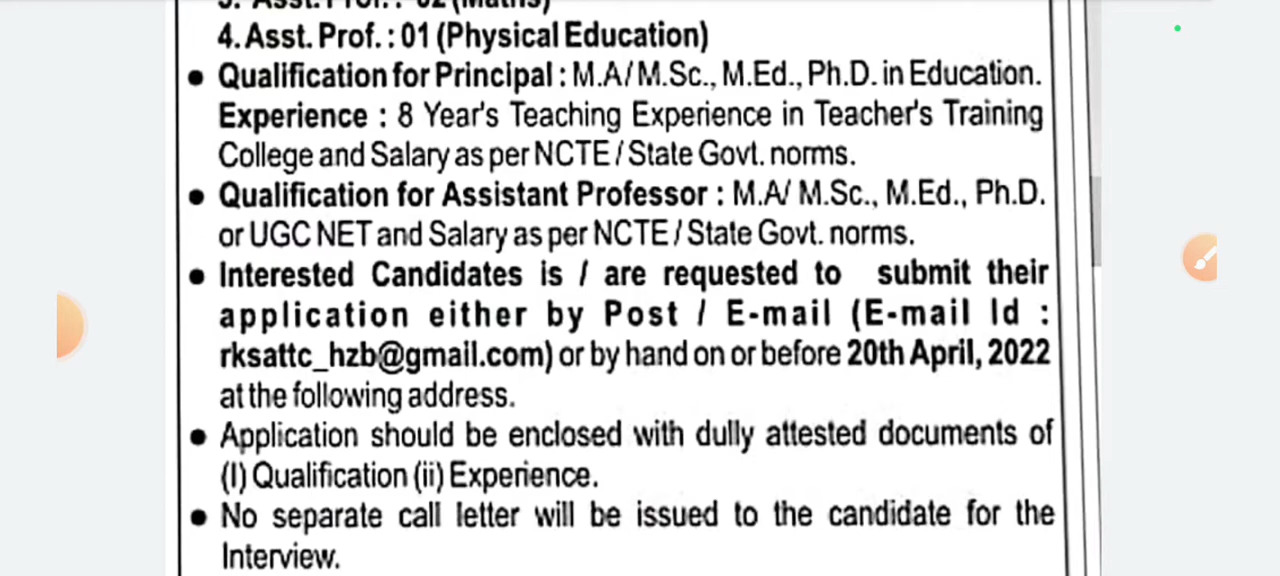 3. Asst. Prof. : 02 (Maths)
4. Asst. Prof. : 01 (Physical Education)
● Qualification for Principal : M.A/ M.Sc., M.Ed., Ph.D. in Education.
Experience : 8 Year's Teaching Experience in Teacher's Training
College and Salary as per NCTE / State Govt. norms.
● Qualification for Assistant Professor : M.A/ M.Sc., M.Ed., Ph.D.
or UGC NET and Salary as per NCTE / State Govt. norms.
● Interested Candidates is / are requested to submit their
application either by Post / E-mail (E-mail Id :
rksattc_hzb@gmail.com) or by hand on or before 20th April, 2022
at the following address.
● Application should be enclosed with dully attested documents of
(I) Qualification (ii) Experience.
● No separate call letter will be issued to the candidate for the
Interview.